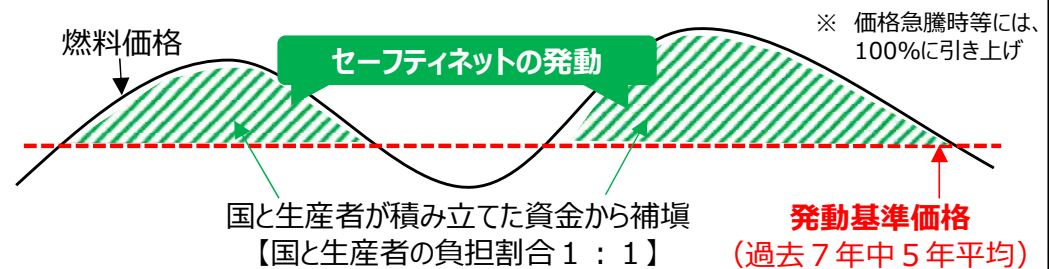 燃料価格
セーフティネットの発動
※ 価格急騰時等には、
100%に引き上げ
国と生産者が積み立てた資金から補塡
【国と生産者の負担割合１：１】
発動基準価格
（過去７年中５年平均）